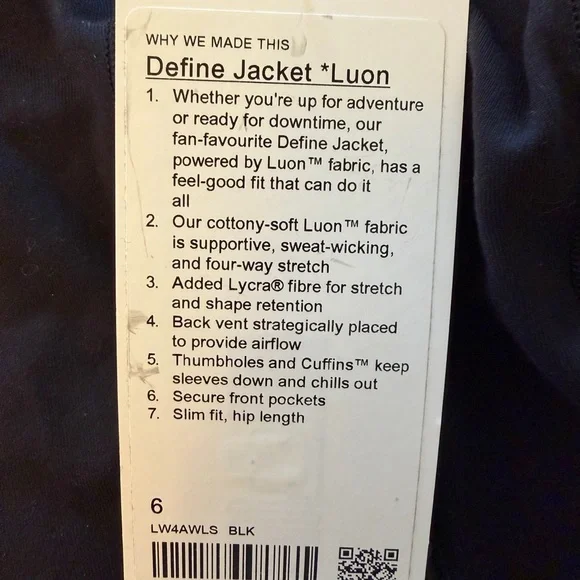 WHY WE MADE THIS
Define Jacket *Luon
1. Whether you're up for adventure
or ready for downtime, our
fan-favourite Define Jacket,
powered by Luon™ fabric, has a
feel-good fit that can do it
all
2. Our cottony-soft Luon™ fabric
is supportive, sweat-wicking,
and four-way stretch
3. Added Lycra® fibre for stretch
and shape retention
4. Back vent strategically placed
to provide airflow
5. Thumbholes and Cuffins™ keep
sleeves down and chills out
6. Secure front pockets
7. Slim fit, hip length
6
LW4AWLS BLK